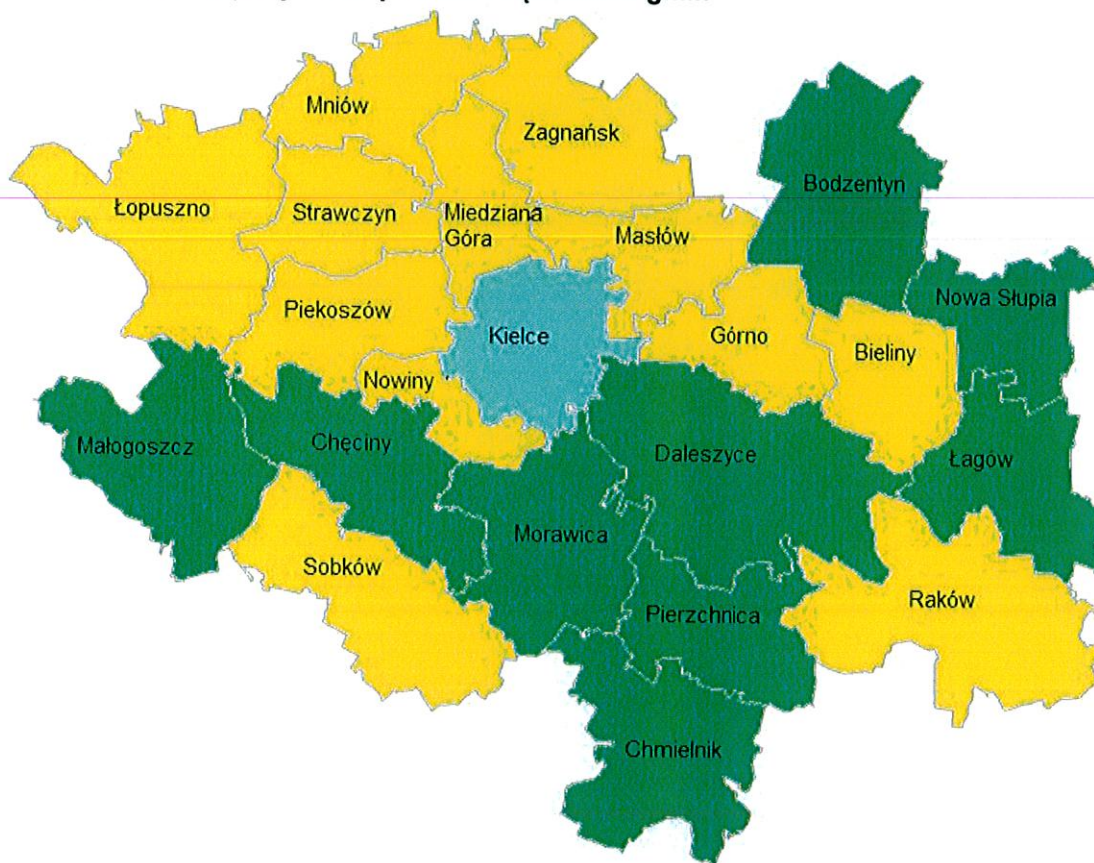 Mniów
Zagnańsk
Bodzentyn
Łopuszno
Strawczyn
Miedziana
Góra
Masłów
Nowa Słupia
Piekoszów
Kielce
Górno
Bieliny
Nowiny
Małogoszcz
Chęciny
Daleszyce
Łagów
Morawica
Sobków
Pierzchnica
Raków
Chmielnik